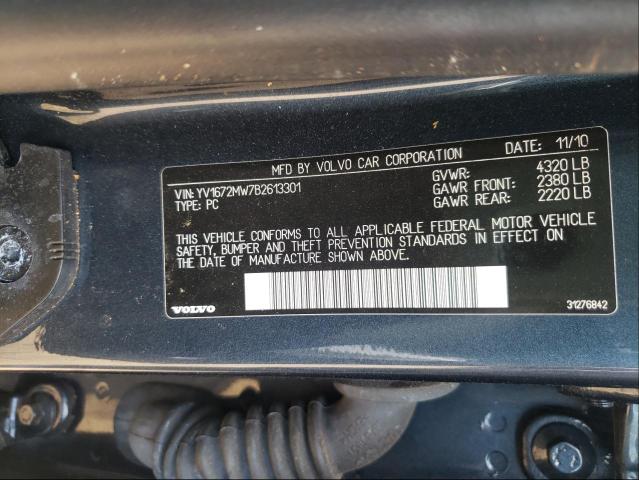 MFD BY VOLVO CAR CORPORATION DATE: 11/10
VIN: YV1672MW7B2613301
TYPE: PC
GVWR: 4320 LB
GAWR FRONT: 2380 LB
GAWR REAR: 2220 LB
THIS VEHICLE CONFORMS TO ALL APPLICABLE FEDERAL MOTOR VEHICLE
SAFETY, BUMPER AND THEFT PREVENTION STANDARDS IN EFFECT ON
THE DATE OF MANUFACTURE SHOWN ABOVE.
VOLVO
31276842